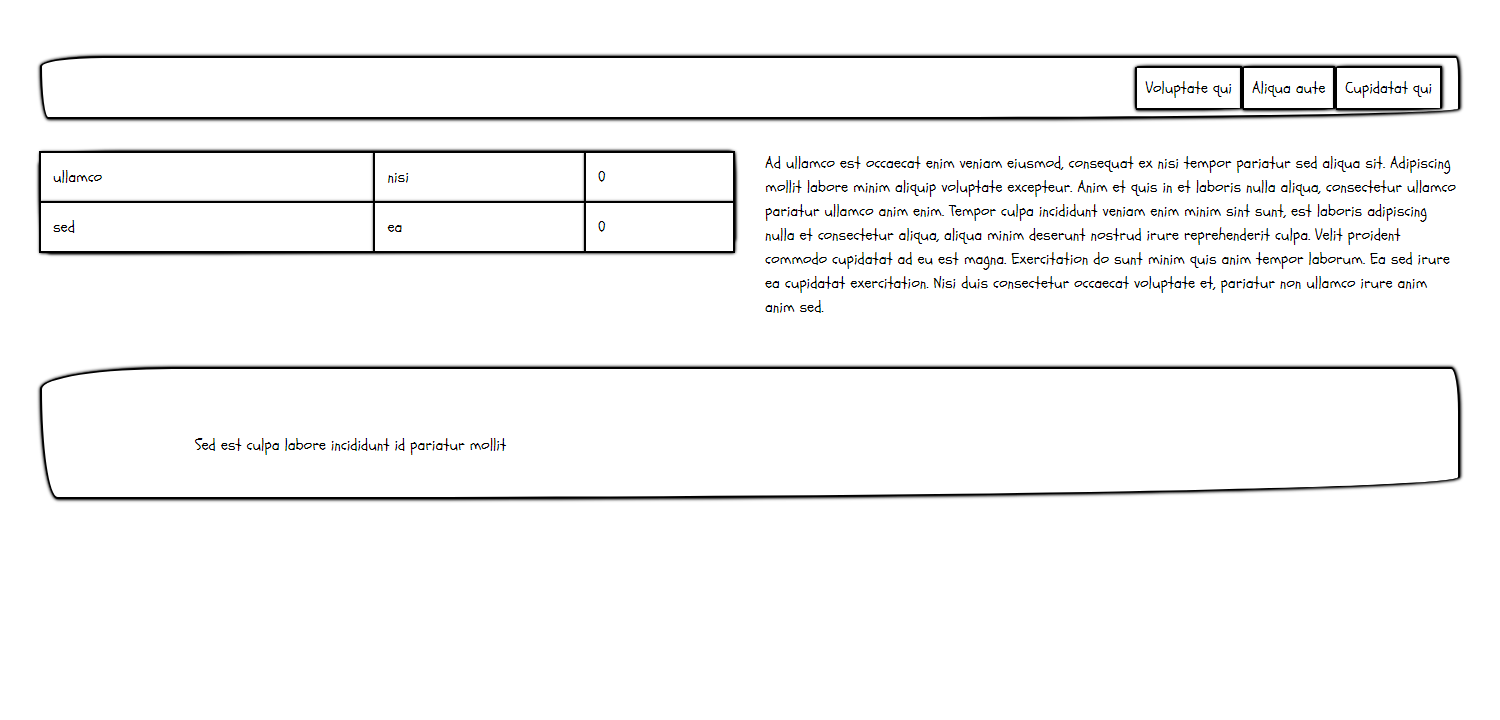 Voluptate qui Aliqua aute Cupidatat qui
ullamco nisi 0
sed ea 0
Ad ullamco est occaecat enim veniam eiusmod, consequat ex nisi tempor pariatur sed aliqua sit. Adipiscing
mollit labore minim aliquip voluptate excepteur. Anim et quis in et laboris nulla aliqua, consectetur ullamco
pariatur ullamco anim enim. Tempor culpa incididunt veniam enim minim sint sunt, est laboris adipiscing
nulla et consectetur aliqua, aliqua minim deserunt nostrud irure reprehenderit culpa. Velit proident
commodo cupidatat ad eu est magna. Exercitation do sunt minim quis anim tempor laborum. Ea sed irure
ea cupidatat exercitation. Nisi duis consectetur occaecat voluptate et, pariatur non ullamco irure anim
anim sed.
Sed est culpa labore incididunt id pariatur mollit